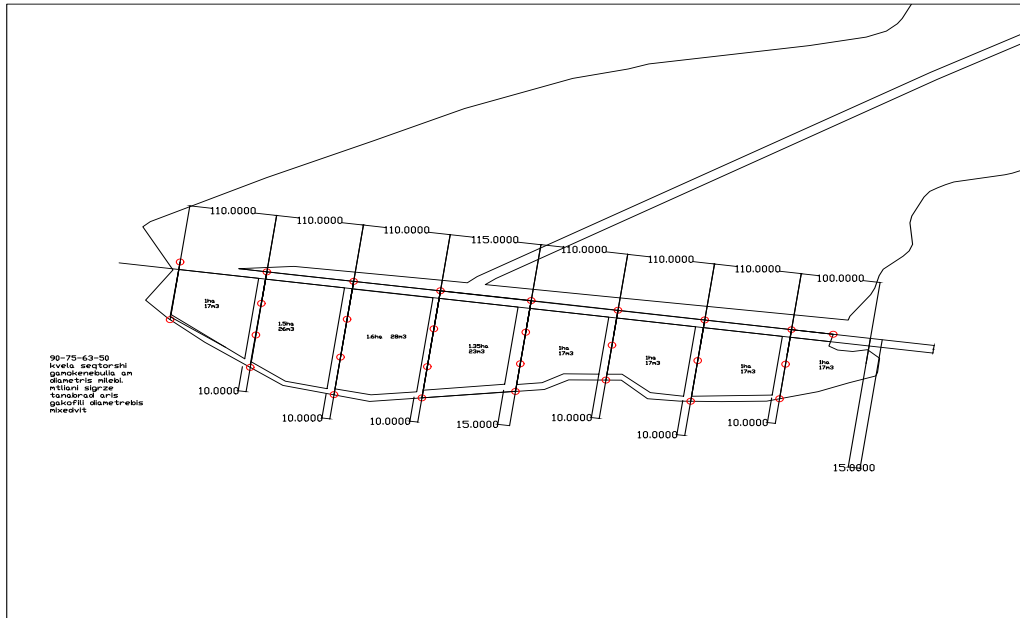 110.0000
110.0000
110.0000
115.0000
110.0000
110.0000
110.0000
100.0000
1ha
17m3
1.5ha
26m3
1.6ha 28m3
1.35ha
23m3
1ha
17m3
1ha
17m3
1ha
17m3
1ha
17m3
90-75-63-50
kvela seqtorshi
gamokenebulia am
diametris milebi.
mtliani sigrze
tanabrad aris
gakofili diametrebis
mixedvit
10.0000
10.0000
10.0000
15.0000
10.0000
10.0000
10.0000
15.0000